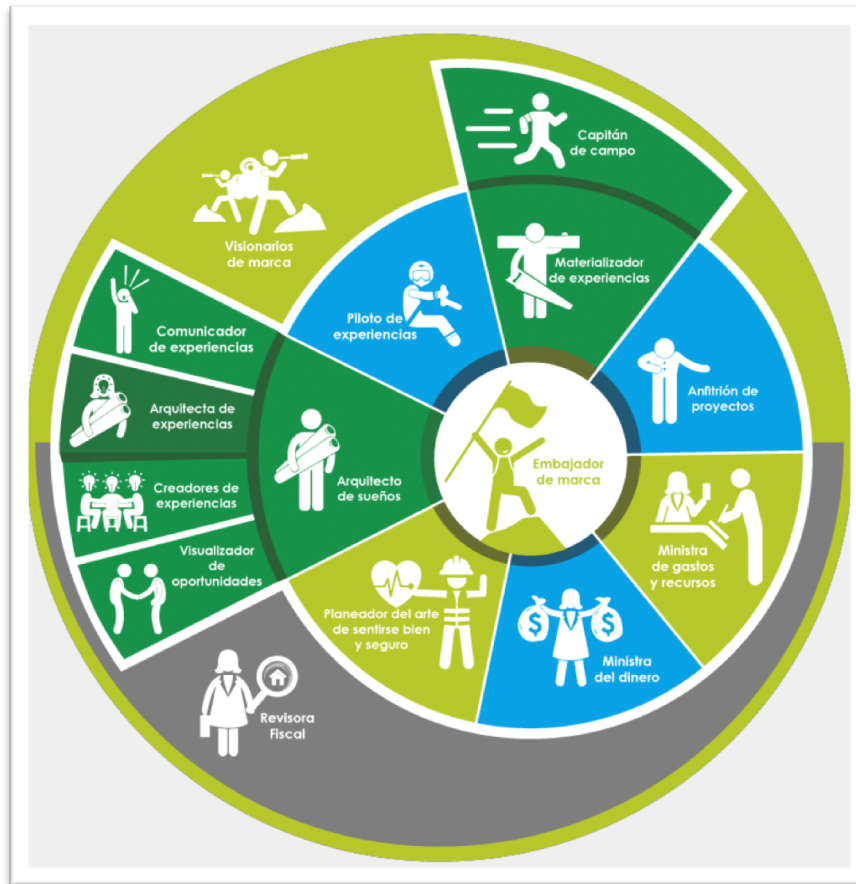 Capitán
de campo
Visionarios
de marca
Materializador
de experiencias
Piloto de
experiencias
Comunicador
de experiencias
Anfitrión de
proyectos
Arquitecta de
experiencias
Embajador
de marca
Arquitecto
de sueños
Creadores de
experiencias
Ministra
de gastos
y recursos
Visualizador
de
oportunidades
Planeador del arte
de sentirse bien
y seguro
$ $
Ministra
del dinero
Revisora
Fiscal